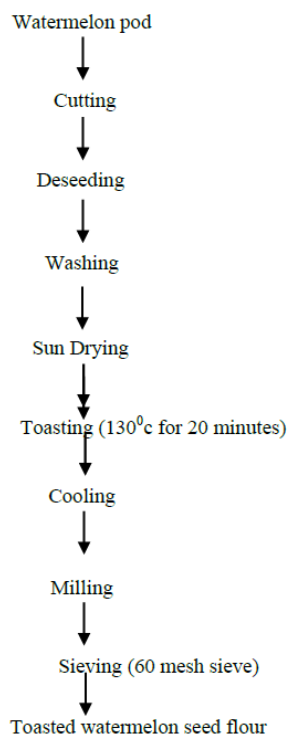 Watermelon pod
Cutting
Deseeding
Washing
Sun Drying
Toasting (130⁰c for 20 minutes)
Cooling
Milling
Sieving (60 mesh sieve)
Toasted watermelon seed flour